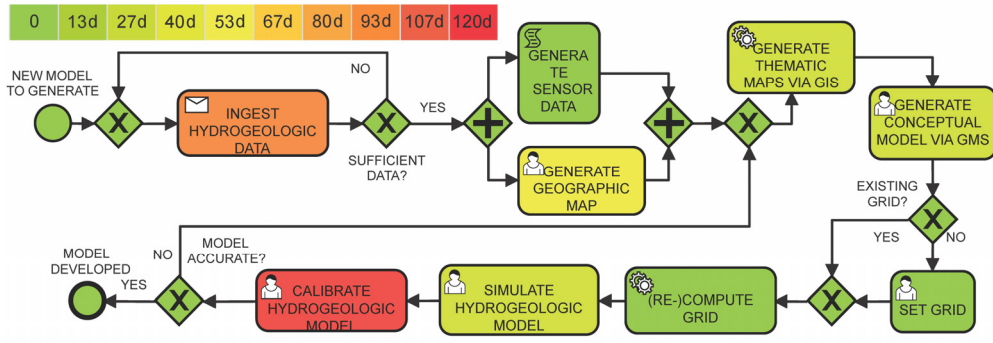 0 13d 27d 40d 53d 67d 80d 93d 107d 120d
NEW MODEL
TO GENERATE
X
INGEST
HYDROGEOLOGIC
DATA
NO
X
YES
SUFFICIENT
DATA?
GENERA
TE
SENSOR
DATA
GENERATE
GEOGRAPHIC
MAP
X
GENERATE
THEMATIC
MAPS VIA GIS
GENERATE
CONCEPTUAL
MODEL VIA GMS
EXISTING
GRID?
X
YES
NO
SET GRID
X
(RE-)COMPUTE
GRID
SIMULATE
HYDROGEOLOGIC
MODEL
CALIBRATE
HYDROGEOLOGIC
MODEL
X
NO
MODEL
ACCURATE?
YES
MODEL
DEVELOPED